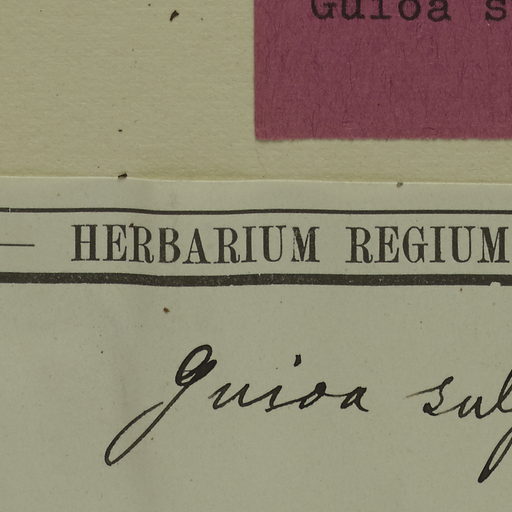 Guioa s
— HERBARIUM REGIUM
Guioa sul